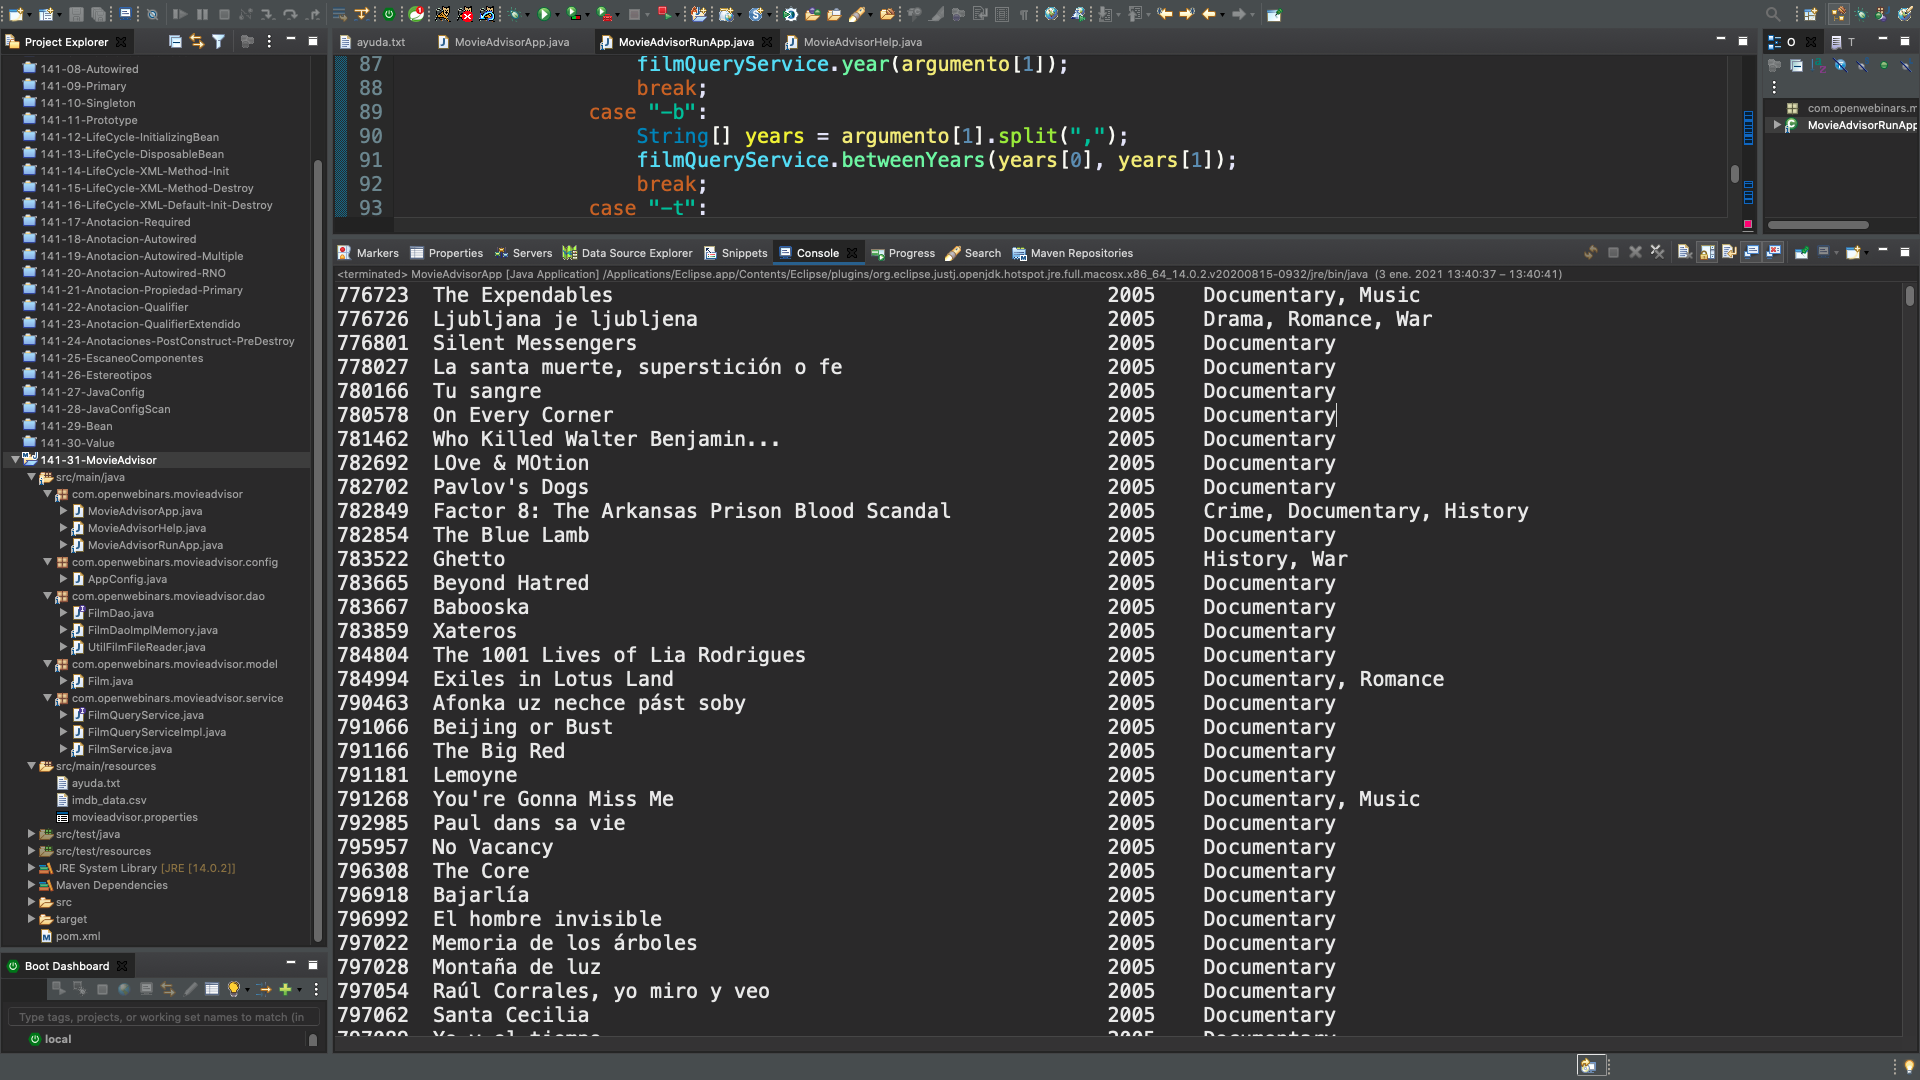 Project Explorer
ayuda.txt
MovieAdvisorApp.java
MovieAdvisorRunApp.java
MovieAdvisorHelp.java
O
T
141-08-Autowired
141-09-Primary
141-10-Singleton
141-11-Prototype
141-12-LifeCycle-InitializingBean
141-13-LifeCycle-DisposableBean
141-14-LifeCycle-XML-Method-Init
141-15-LifeCycle-XML-Method-Destroy
141-16-LifeCycle-XML-Default-Init-Destroy
141-17-Anotacion-Required
141-18-Anotacion-Autowired
141-19-Anotacion-Autowired-Multiple
141-20-Anotacion-Autowired-RNO
141-21-Anotacion-Propiedad-Primary
141-22-Anotacion-Qualifier
141-23-Anotacion-QualifierExtendido
141-24-Anotaciones-PostConstruct-PreDestroy
141-25-EscaneoComponentes
141-26-Estereotipos
141-27-JavaConfig
141-28-JavaConfigScan
141-29-Bean
141-30-Value
141-31-MovieAdvisor
src/main/java
com.openwebinars.movieadvisor
MovieAdvisorApp.java
MovieAdvisorHelp.java
MovieAdvisorRunApp.java
com.openwebinars.movieadvisor.config
AppConfig.java
com.openwebinars.movieadvisor.dao
FilmDao.java
FilmDaoImplMemory.java
UtilFilmFileReader.java
com.openwebinars.movieadvisor.model
Film.java
com.openwebinars.movieadvisor.service
FilmQueryService.java
FilmQueryServiceImpl.java
FilmService.java
src/main/resources
ayuda.txt
imdb_data.csv
movieadvisor.properties
src/test/java
src/test/resources
JRE System Library [JRE [14.0.2]]
Maven Dependencies
src
target
pom.xml
Boot Dashboard
Type tags, projects, or working set names to match (in
local
87 filmQueryService.year(argumento[1]);
88 break;
89 case "-b":
90 String[] years = argumento[1].split(",");
91 filmQueryService.betweenYears(years[0], years[1]);
92 break;
93 case "-t":
com.openwebinars.m
MovieAdvisorRunApp
Markers Properties Servers Data Source Explorer Snippets Console Progress Search Maven Repositories
<terminated> MovieAdvisorApp [Java Application] /Applications/Eclipse.app/Contents/Eclipse/plugins/org.eclipse.justj.openjdk.hotspot.jre.full.macosx.x86_64_14.0.2.v20200815-0932/jre/bin/java (3 ene. 2021 13:40:37 – 13:40:41)
776723 The Expendables 2005 Documentary, Music
776726 Ljubljana je ljubljena 2005 Drama, Romance, War
776801 Silent Messengers 2005 Documentary
778027 La santa muerte, superstición o fe 2005 Documentary
780166 Tu sangre 2005 Documentary
780578 On Every Corner 2005 Documentary
781462 Who Killed Walter Benjamin... 2005 Documentary
782692 LOve & MOtion 2005 Documentary
782702 Pavlov's Dogs 2005 Documentary
782849 Factor 8: The Arkansas Prison Blood Scandal 2005 Crime, Documentary, History
782854 The Blue Lamb 2005 Documentary
783522 Ghetto 2005 History, War
783665 Beyond Hatred 2005 Documentary
783667 Babooska 2005 Documentary
783859 Xateros 2005 Documentary
784804 The 1001 Lives of Lia Rodrigues 2005 Documentary
784994 Exiles in Lotus Land 2005 Documentary, Romance
790463 Afonka uz nechce pást soby 2005 Documentary
791066 Beijing or Bust 2005 Documentary
791166 The Big Red 2005 Documentary
791181 Lemoyne 2005 Documentary
791268 You're Gonna Miss Me 2005 Documentary, Music
792985 Paul dans sa vie 2005 Documentary
795957 No Vacancy 2005 Documentary
796308 The Core 2005 Documentary
796918 Bajarlía 2005 Documentary
796992 El hombre invisible 2005 Documentary
797022 Memoria de los árboles 2005 Documentary
797028 Montaña de luz 2005 Documentary
797054 Raúl Corrales, yo miro y veo 2005 Documentary
797062 Santa Cecilia 2005 Documentary